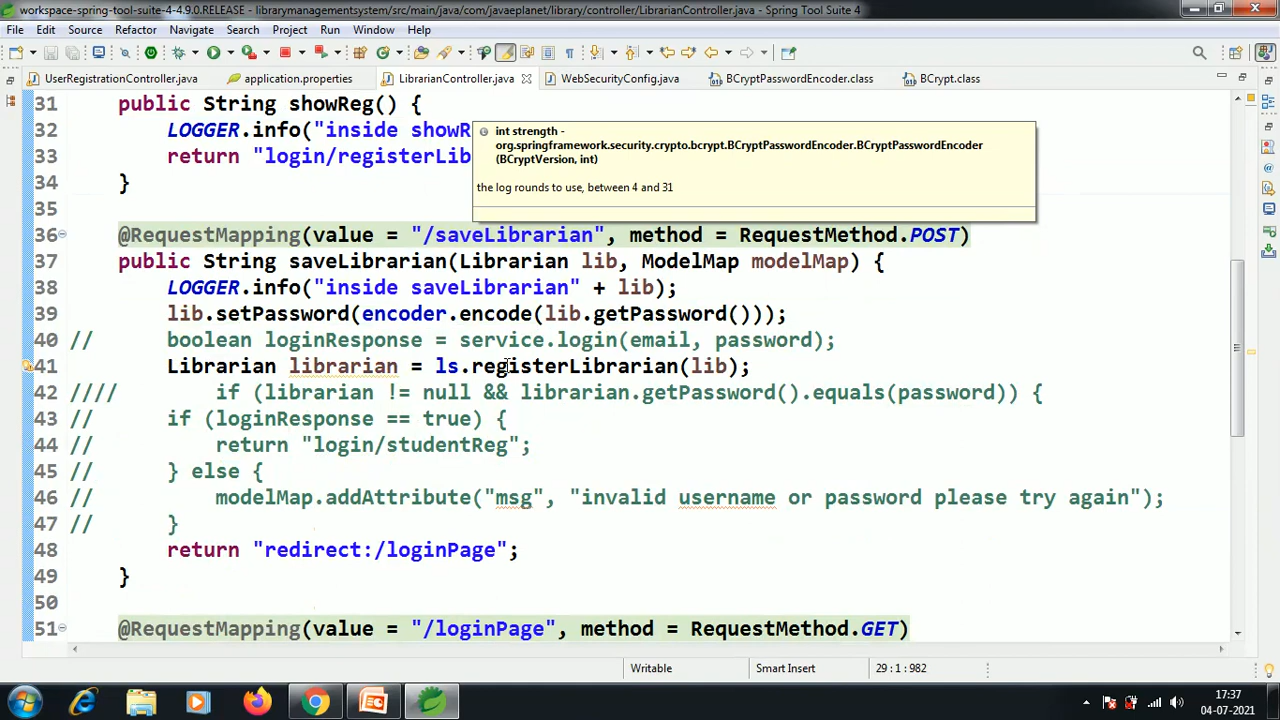 workspace-spring-tool-suite-4-4.9.0.RELEASE - librarymanagementsystem/src/main/java/com/javaeplanet/library/controller/LibrarianController.java - Spring Tool Suite 4
File Edit Source Refactor Navigate Search Project Run Window Help
UserRegistrationController.java application.properties LibrarianController.java WebSecurityConfig.java BCryptPasswordEncoder.class BCrypt.class
31 public String showReg() {
32 LOGGER.info("inside showR
33 return "login/registerLib
34 }
int strength -
org.springframework.security.crypto.bcrypt.BCryptPasswordEncoder.BCryptPasswordEncoder
(BCryptVersion, int)
the log rounds to use, between 4 and 31
35
36 @RequestMapping(value = "/saveLibrarian", method = RequestMethod.POST)
37 public String saveLibrarian(Librarian lib, ModelMap modelMap) {
38 LOGGER.info("inside saveLibrarian" + lib);
39 lib.setPassword(encoder.encode(lib.getPassword()));
40 // boolean loginResponse = service.login(email, password);
41 Librarian librarian = ls.registerLibrarian(lib);
42 //// if (librarian != null && librarian.getPassword().equals(password)) {
43 // if (loginResponse == true) {
44 // return "login/studentReg";
45 // } else {
46 // modelMap.addAttribute("msg", "invalid username or password please try again");
47 // }
48 return "redirect:/loginPage";
49 }
50
51 @RequestMapping(value = "/loginPage", method = RequestMethod.GET)
Writable Smart Insert 29 : 1 : 982
17:37
04-07-2021